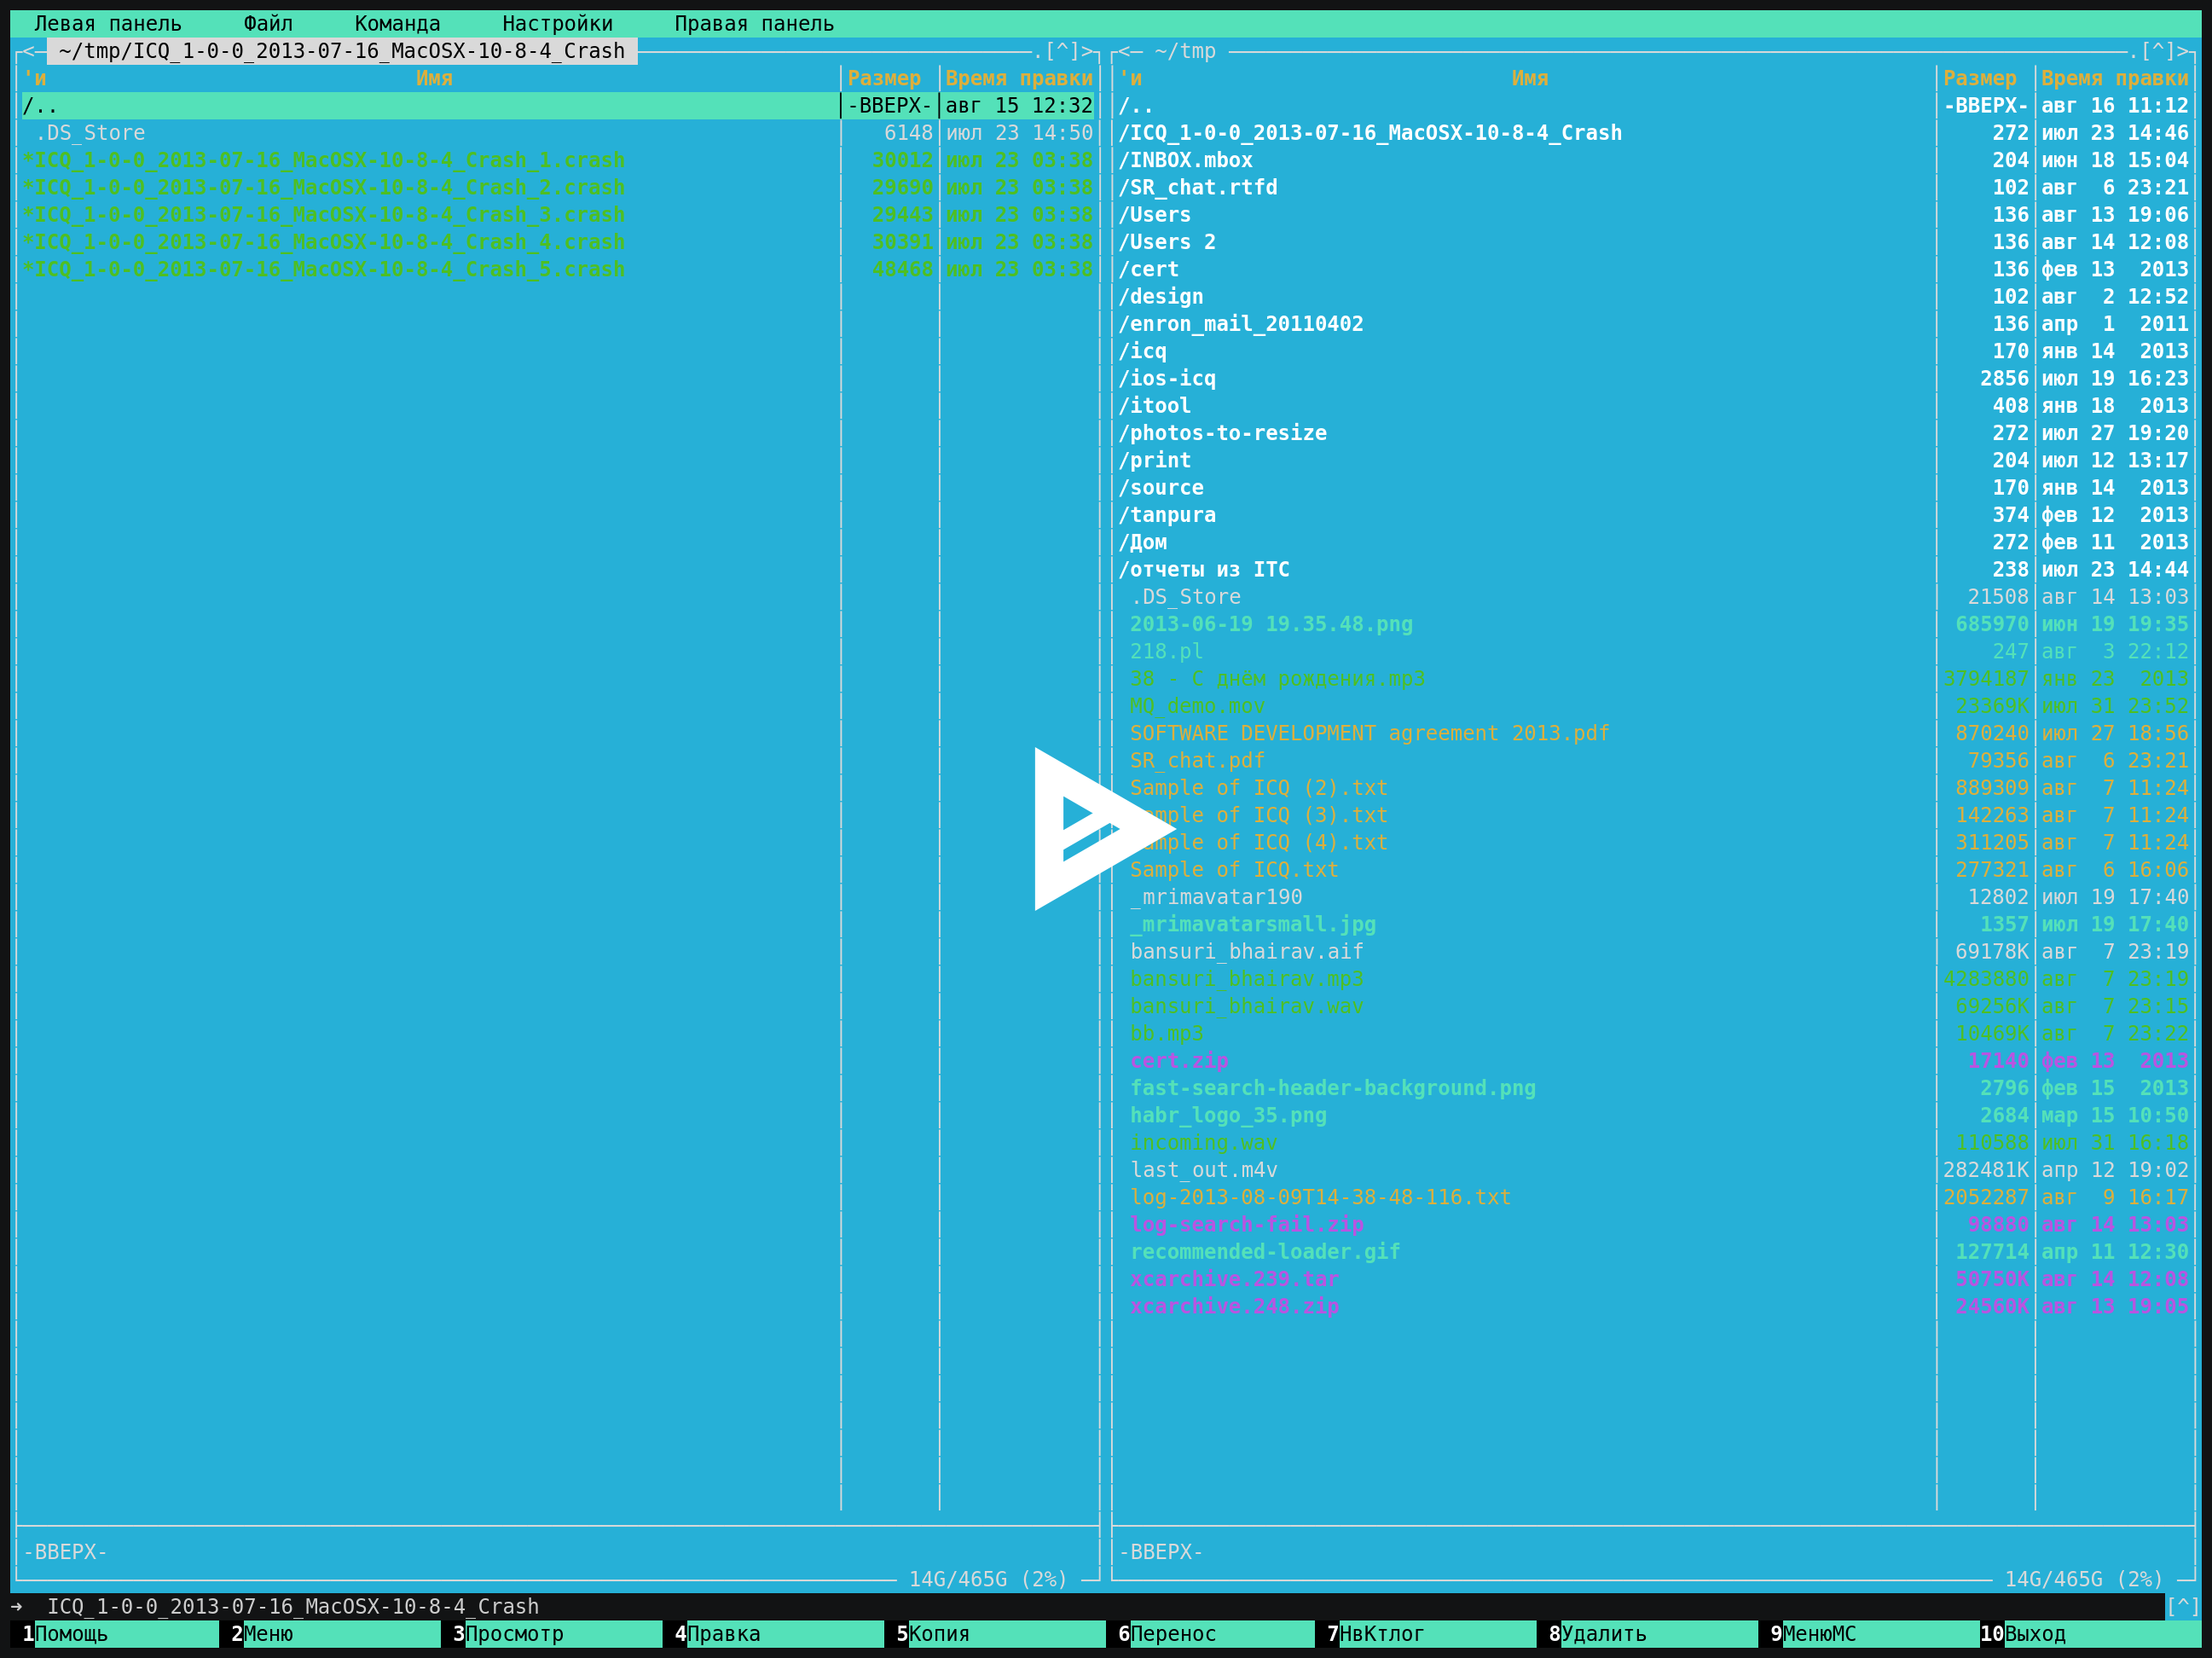 Левая панель Файл Команда Настройки Правая панель
<─ ~/tmp/ICQ_1-0-0_2013-07-16_MacOSX-10-8-4_Crash .[^]>
'и Имя Размер Время правки
/.. -ВВЕРХ- авг 15 12:32
.DS_Store 6148 июл 23 14:50
*ICQ_1-0-0_2013-07-16_MacOSX-10-8-4_Crash_1.crash 30012 июл 23 03:38
*ICQ_1-0-0_2013-07-16_MacOSX-10-8-4_Crash_2.crash 29690 июл 23 03:38
*ICQ_1-0-0_2013-07-16_MacOSX-10-8-4_Crash_3.crash 29443 июл 23 03:38
*ICQ_1-0-0_2013-07-16_MacOSX-10-8-4_Crash_4.crash 30391 июл 23 03:38
*ICQ_1-0-0_2013-07-16_MacOSX-10-8-4_Crash_5.crash 48468 июл 23 03:38
-ВВЕРХ-
14G/465G (2%)
<─ ~/tmp .[^]>
'и Имя Размер Время правки
/.. -ВВЕРХ- авг 16 11:12
/ICQ_1-0-0_2013-07-16_MacOSX-10-8-4_Crash 272 июл 23 14:46
/INBOX.mbox 204 июн 18 15:04
/SR_chat.rtfd 102 авг 6 23:21
/Users 136 авг 13 19:06
/Users 2 136 авг 14 12:08
/cert 136 фев 13 2013
/design 102 авг 2 12:52
/enron_mail_20110402 136 апр 1 2011
/icq 170 янв 14 2013
/ios-icq 2856 июл 19 16:23
/itool 408 янв 18 2013
/photos-to-resize 272 июл 27 19:20
/print 204 июл 12 13:17
/source 170 янв 14 2013
/tanpura 374 фев 12 2013
/Дом 272 фев 11 2013
/отчеты из ITC 238 июл 23 14:44
.DS_Store 21508 авг 14 13:03
2013-06-19 19.35.48.png 685970 июн 19 19:35
218.pl 247 авг 3 22:12
38 - С днём рождения.mp3 3794187 янв 23 2013
MQ demo.mov 23369K июл 31 23:52
SOFTWARE DEVELOPMENT agreement 2013.pdf 870240 июл 27 18:56
SR_chat.pdf 79356 авг 6 23:21
Sample of ICQ (2).txt 889309 авг 7 11:24
of ICQ (3).txt 142263 авг 7 11:24
of ICQ (4).txt 311205 авг 7 11:24
Sample of ICQ.txt 277321 авг 6 16:06
_mrimavatar190 12802 июл 19 17:40
_mrimavatarsmall.jpg 1357 июл 19 17:40
bansuri_bhairav.aif 69178K авг 7 23:19
bansuri_bhairav.mp3 4283880 авг 7 23:19
bansuri_bhairav.wav 69256K авг 7 23:15
bb.mp3 10469K авг 7 23:22
cert.zip 17140 фев 13 2013
fast-search-header-background.png 2796 фев 15 2013
habr_logo_35.png 2684 мар 15 10:50
incoming.wav 110588 июл 31 16:18
last_out.m4v 282481K апр 12 19:02
log-2013-08-09T14-38-48-116.txt 2052287 авг 9 16:17
log-search-fail.zip 98880 авг 14 13:03
recommended-loader.gif 127714 апр 11 12:30
xcarchive.239.tar 50750K авг 14 12:08
xcarchive.248.zip 24560K авг 13 19:05
-ВВЕРХ-
14G/465G (2%)
➜ ICQ_1-0-0_2013-07-16_MacOSX-10-8-4_Crash [^]
1Помощь 2Меню 3Просмотр 4Правка 5Копия 6Перенос 7НвКтлог 8Удалить 9МенюMC 10Выход